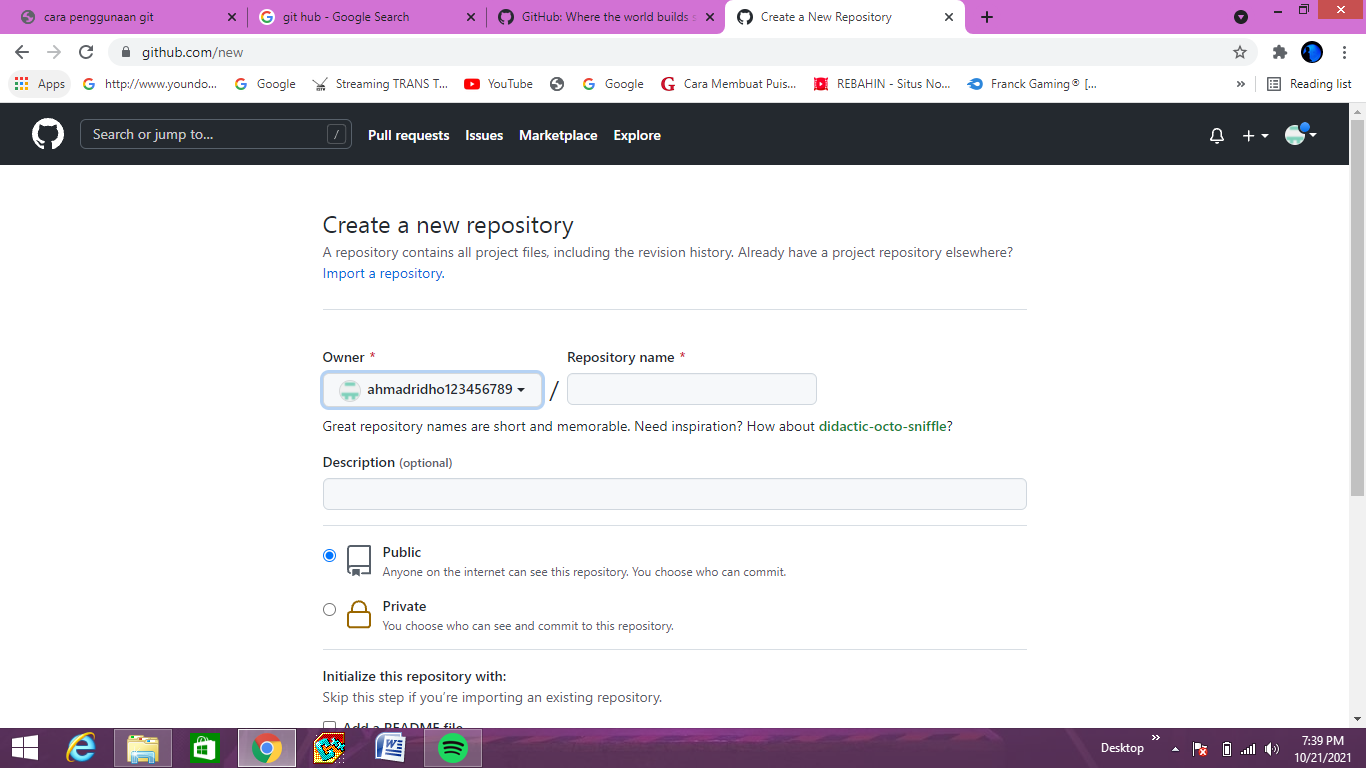 cara penggunaan git
git hub - Google Search
GitHub: Where the world builds s
Create a New Repository
github.com/new
Apps
http://www.youndo...
Google
Streaming TRANS T...
YouTube
Google
Cara Membuat Puis...
REBAHIN - Situs No...
Franck Gaming® [...
»
Reading list
Search or jump to...
/
Pull requests
Issues
Marketplace
Explore
Create a new repository
A repository contains all project files, including the revision history. Already have a project repository elsewhere?
Import a repository.
Owner *
Repository name *
ahmadridho123456789
/
Great repository names are short and memorable. Need inspiration? How about didactic-octo-sniffle?
Description (optional)
Public
Anyone on the internet can see this repository. You choose who can commit.
Private
You choose who can see and commit to this repository.
Initialize this repository with:
Skip this step if you're importing an existing repository.
Add a README file
Desktop
»
7:39 PM
10/21/2021